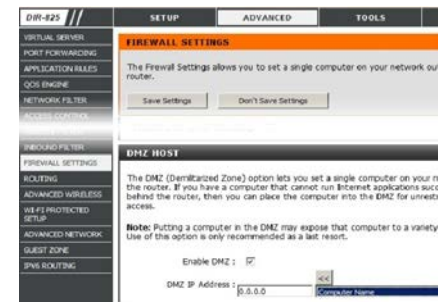 DIR-825
SETUP
ADVANCED
TOOLS
VIRTUAL SERVER
PORT FORWARDING
APPLICATION RULES
QOS ENGINE
NETWORK FILTER
ACCESS CONTROL
INBOUND FILTER
FIREWALL SETTINGS
ROUTING
ADVANCED WIRELESS
WI-FI PROTECTED
SETUP
ADVANCED NETWORK
GUEST ZONE
IPV6 ROUTING
FIREWALL SETTINGS
The Firewall Settings allows you to set a single computer on your network out
router.
Save Settings
Don't Save Settings
DMZ HOST
The DMZ (Demilitarized Zone) option lets you set a single computer on your
the router. If you have a computer that cannot run Internet applications succ
behind the router, then you can place the computer into the DMZ for unrest
access.
Note: Putting a computer in the DMZ may expose that computer to a variety
Use of this option is only recommended as a last resort.
Enable DMZ :
<<
DMZ IP Address : 0.0.0.0
Computer Name